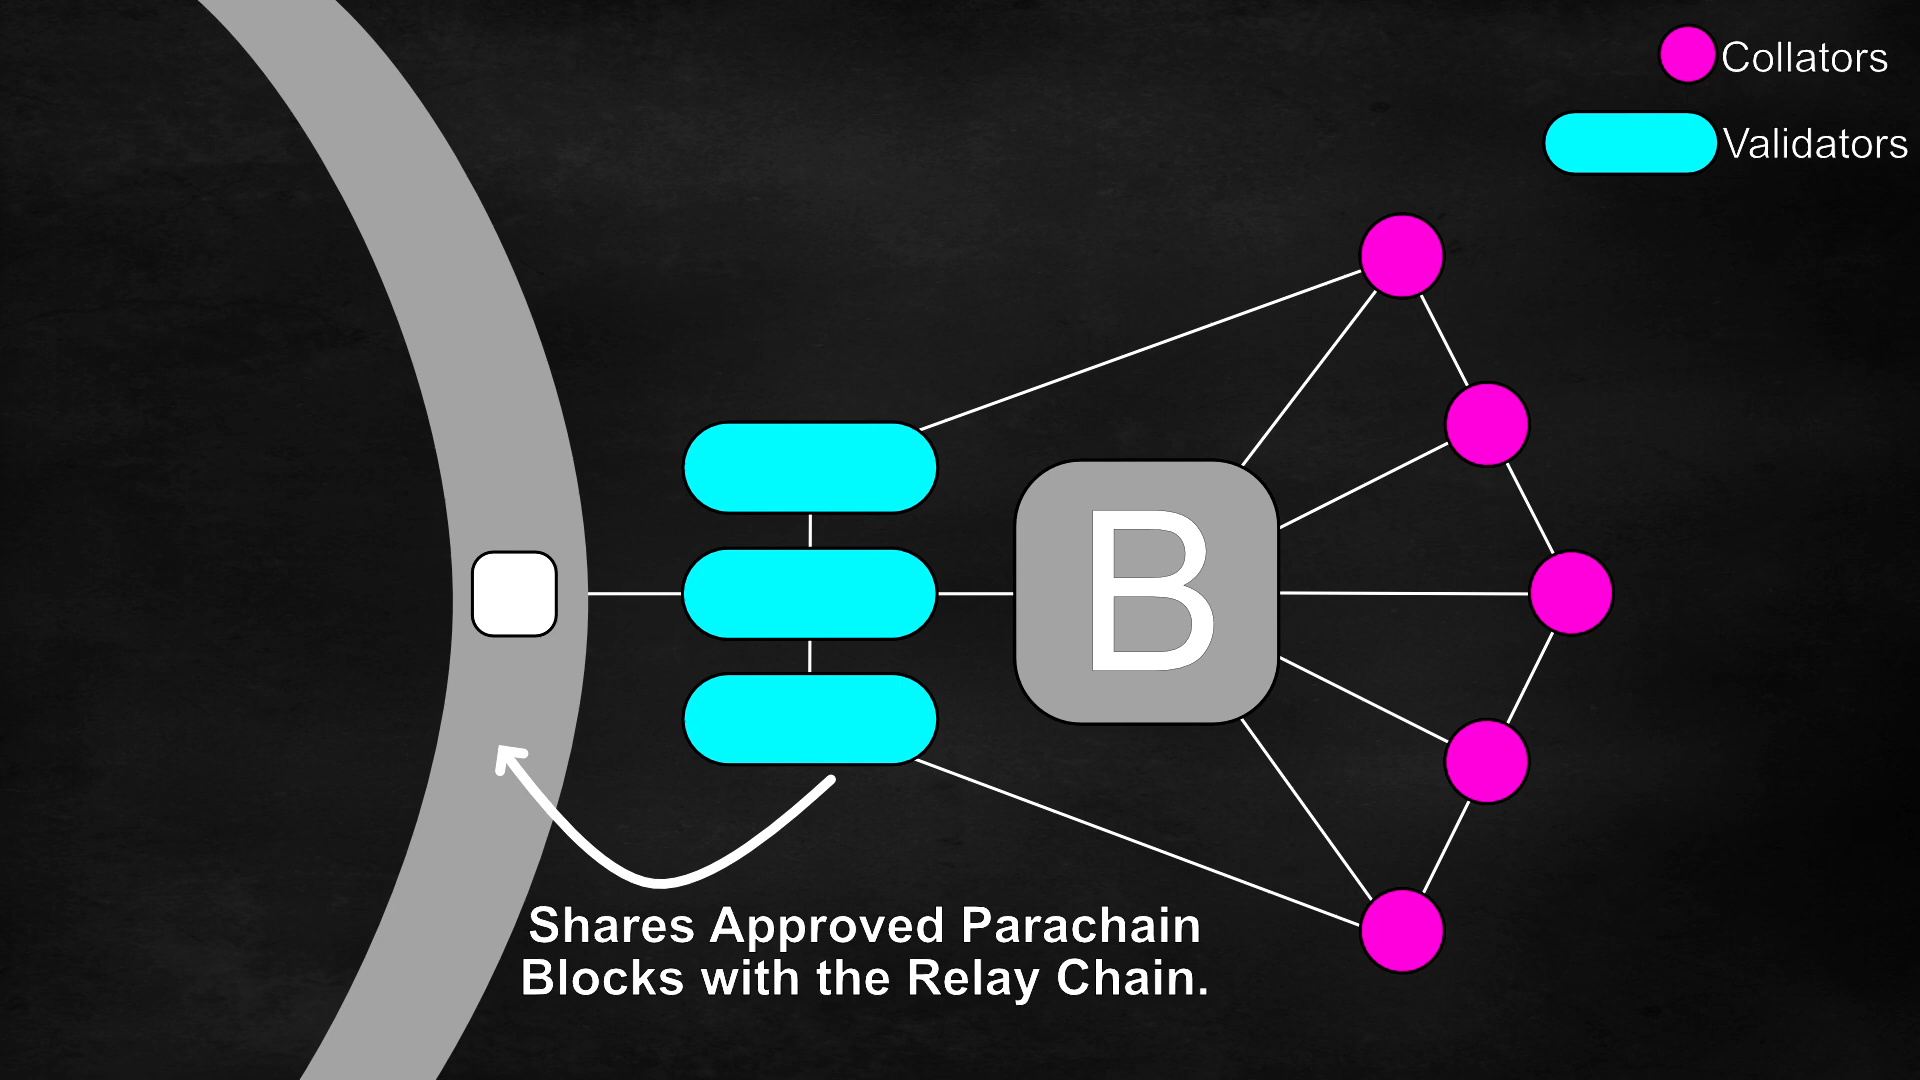 Collators
Validators
B
Shares Approved Parachain
Blocks with the Relay Chain.